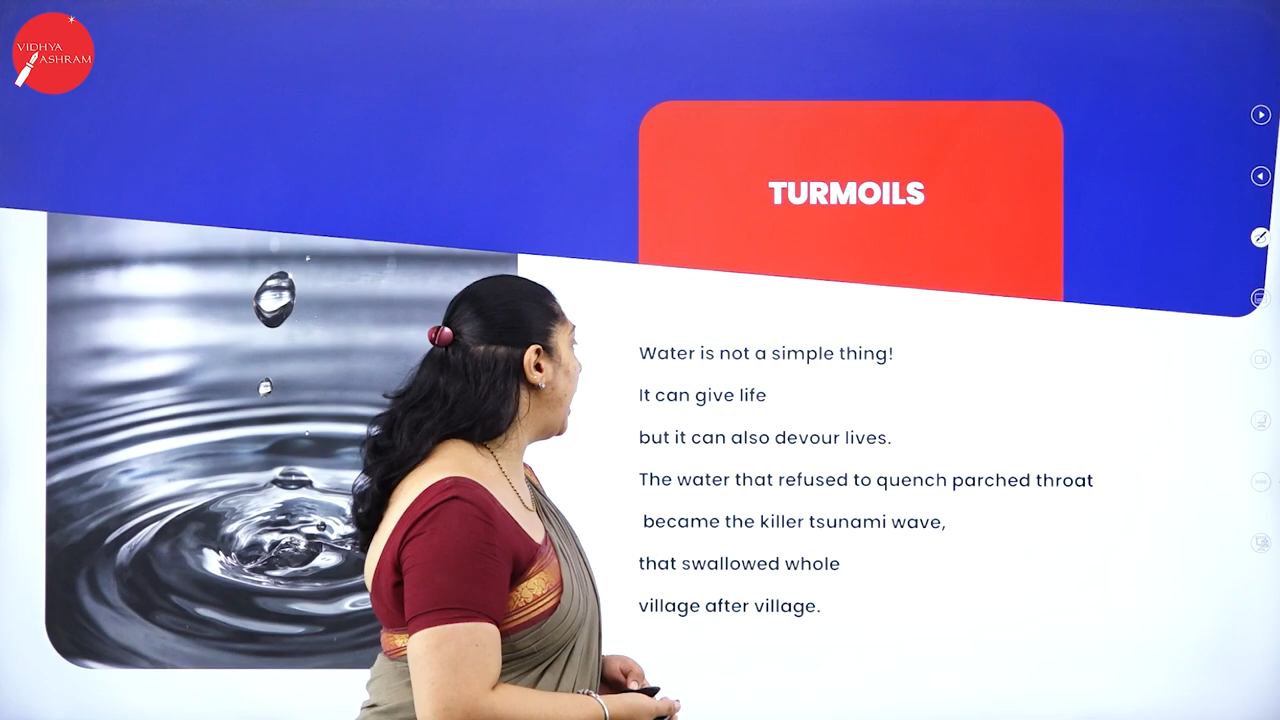 VIDHYA
ASHRAM
TURMOILS
Water is not a simple thing!
It can give life
but it can also devour lives.
The water that refused to quench parched throat
became the killer tsunami wave,
that swallowed whole
village after village.